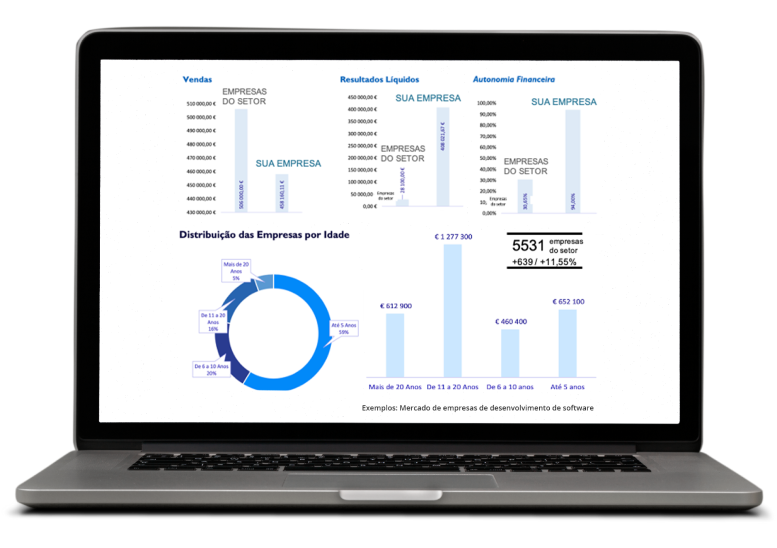 Vendas
510 000,00 €
500 000,00 €
490 000,00 €
480 000,00 €
470 000,00 €
460 000,00 €
450 000,00 €
440 000,00 €
430 000,00 €
EMPRESAS
DO SETOR
506 000,00 €
SUA EMPRESA
458 161,11 €
Resultados Líquidos
450 000,00 €
400 000,00 €
350 000,00 €
300 000,00 €
250 000,00 €
200 000,00 €
150 000,00 €
100 000,00 €
50 000,00
0,00 €
EMPRESAS
DO SETOR
Empresas
do setor
28 100,00 €
SUA EMPRESA
408 021,67 €
Autonomia Financeira
100,00%
90,00%
80,00%
70,00%
60,00%
50,00%
40,00%
30,00%
20,00%
10,
0,00%
EMPRESAS
DO SETOR
Empresas
do setor
30,65%
SUA EMPRESA
94,00%
Distribuição das Empresas por Idade
Mais de 20
Anos
5%
De 11 a 20
Anos
16%
De 6 a 10 Anos
20%
Até 5 Anos
59%
€ 612 900
€ 1 277 300
€ 460 400
€ 652 100
Mais de 20 Anos De 11 a 20 Anos De 6 a 10 anos Até 5 anos
5531 empresas
do setor
+639 / +11,55%
Exemplos: Mercado de empresas de desenvolvimento de software